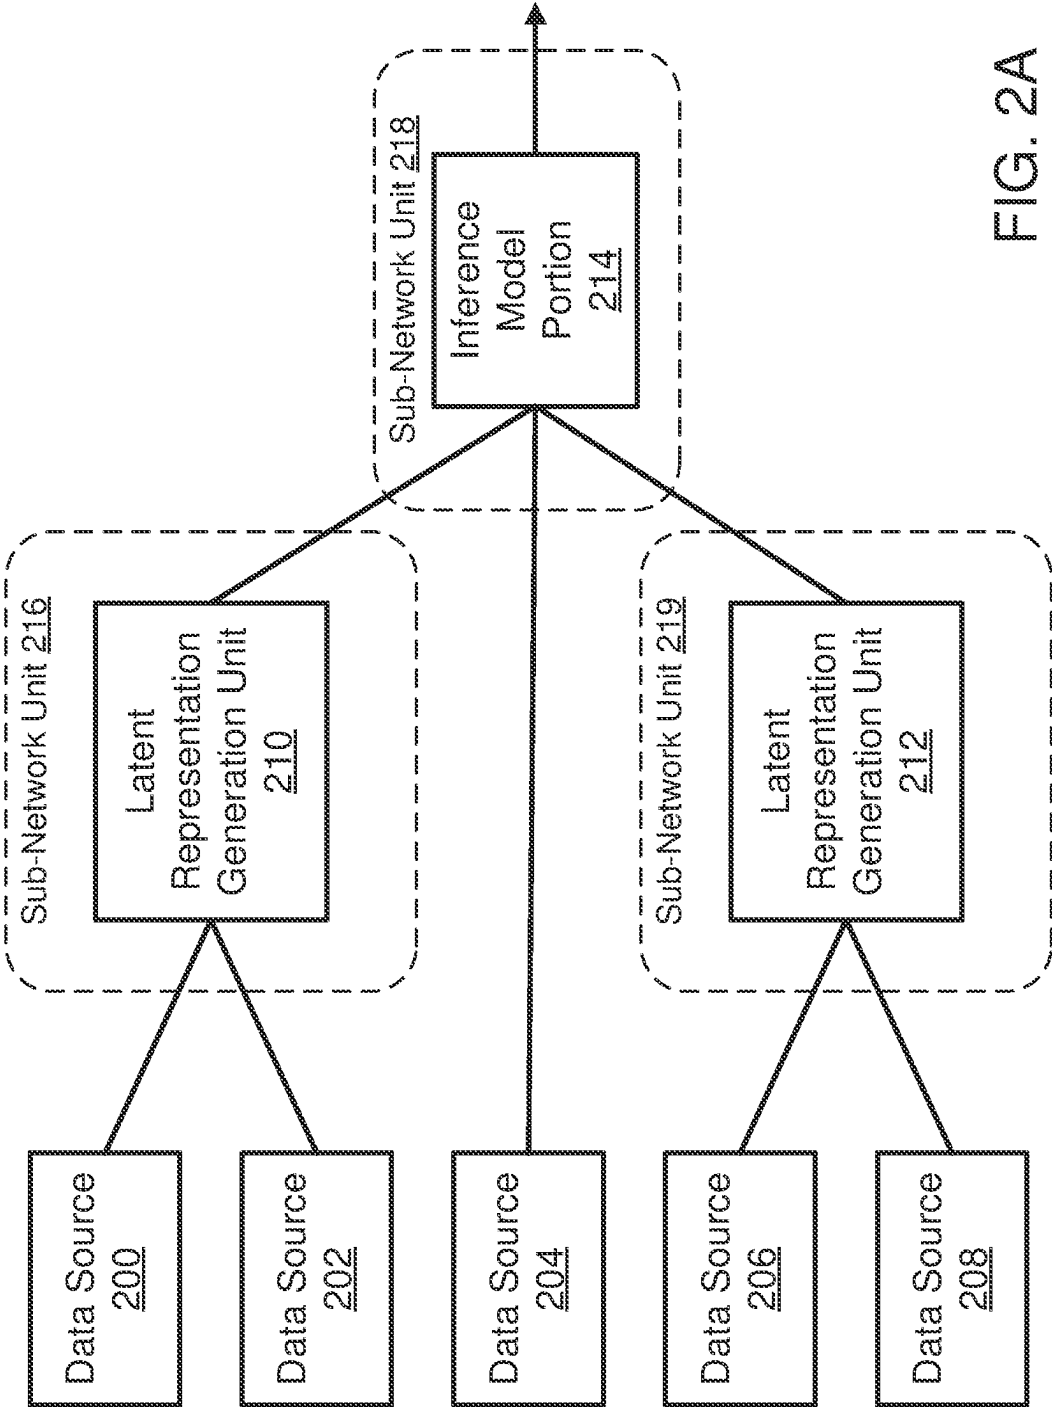 Data Source
200
Data Source
202
Data Source
204
Data Source
206
Data Source
208
Sub-Network Unit 216
Latent
Representation
Generation Unit
210
Sub-Network Unit 219
Latent
Representation
Generation Unit
212
Sub-Network Unit 218
Inference
Model
Portion
214
FIG. 2A